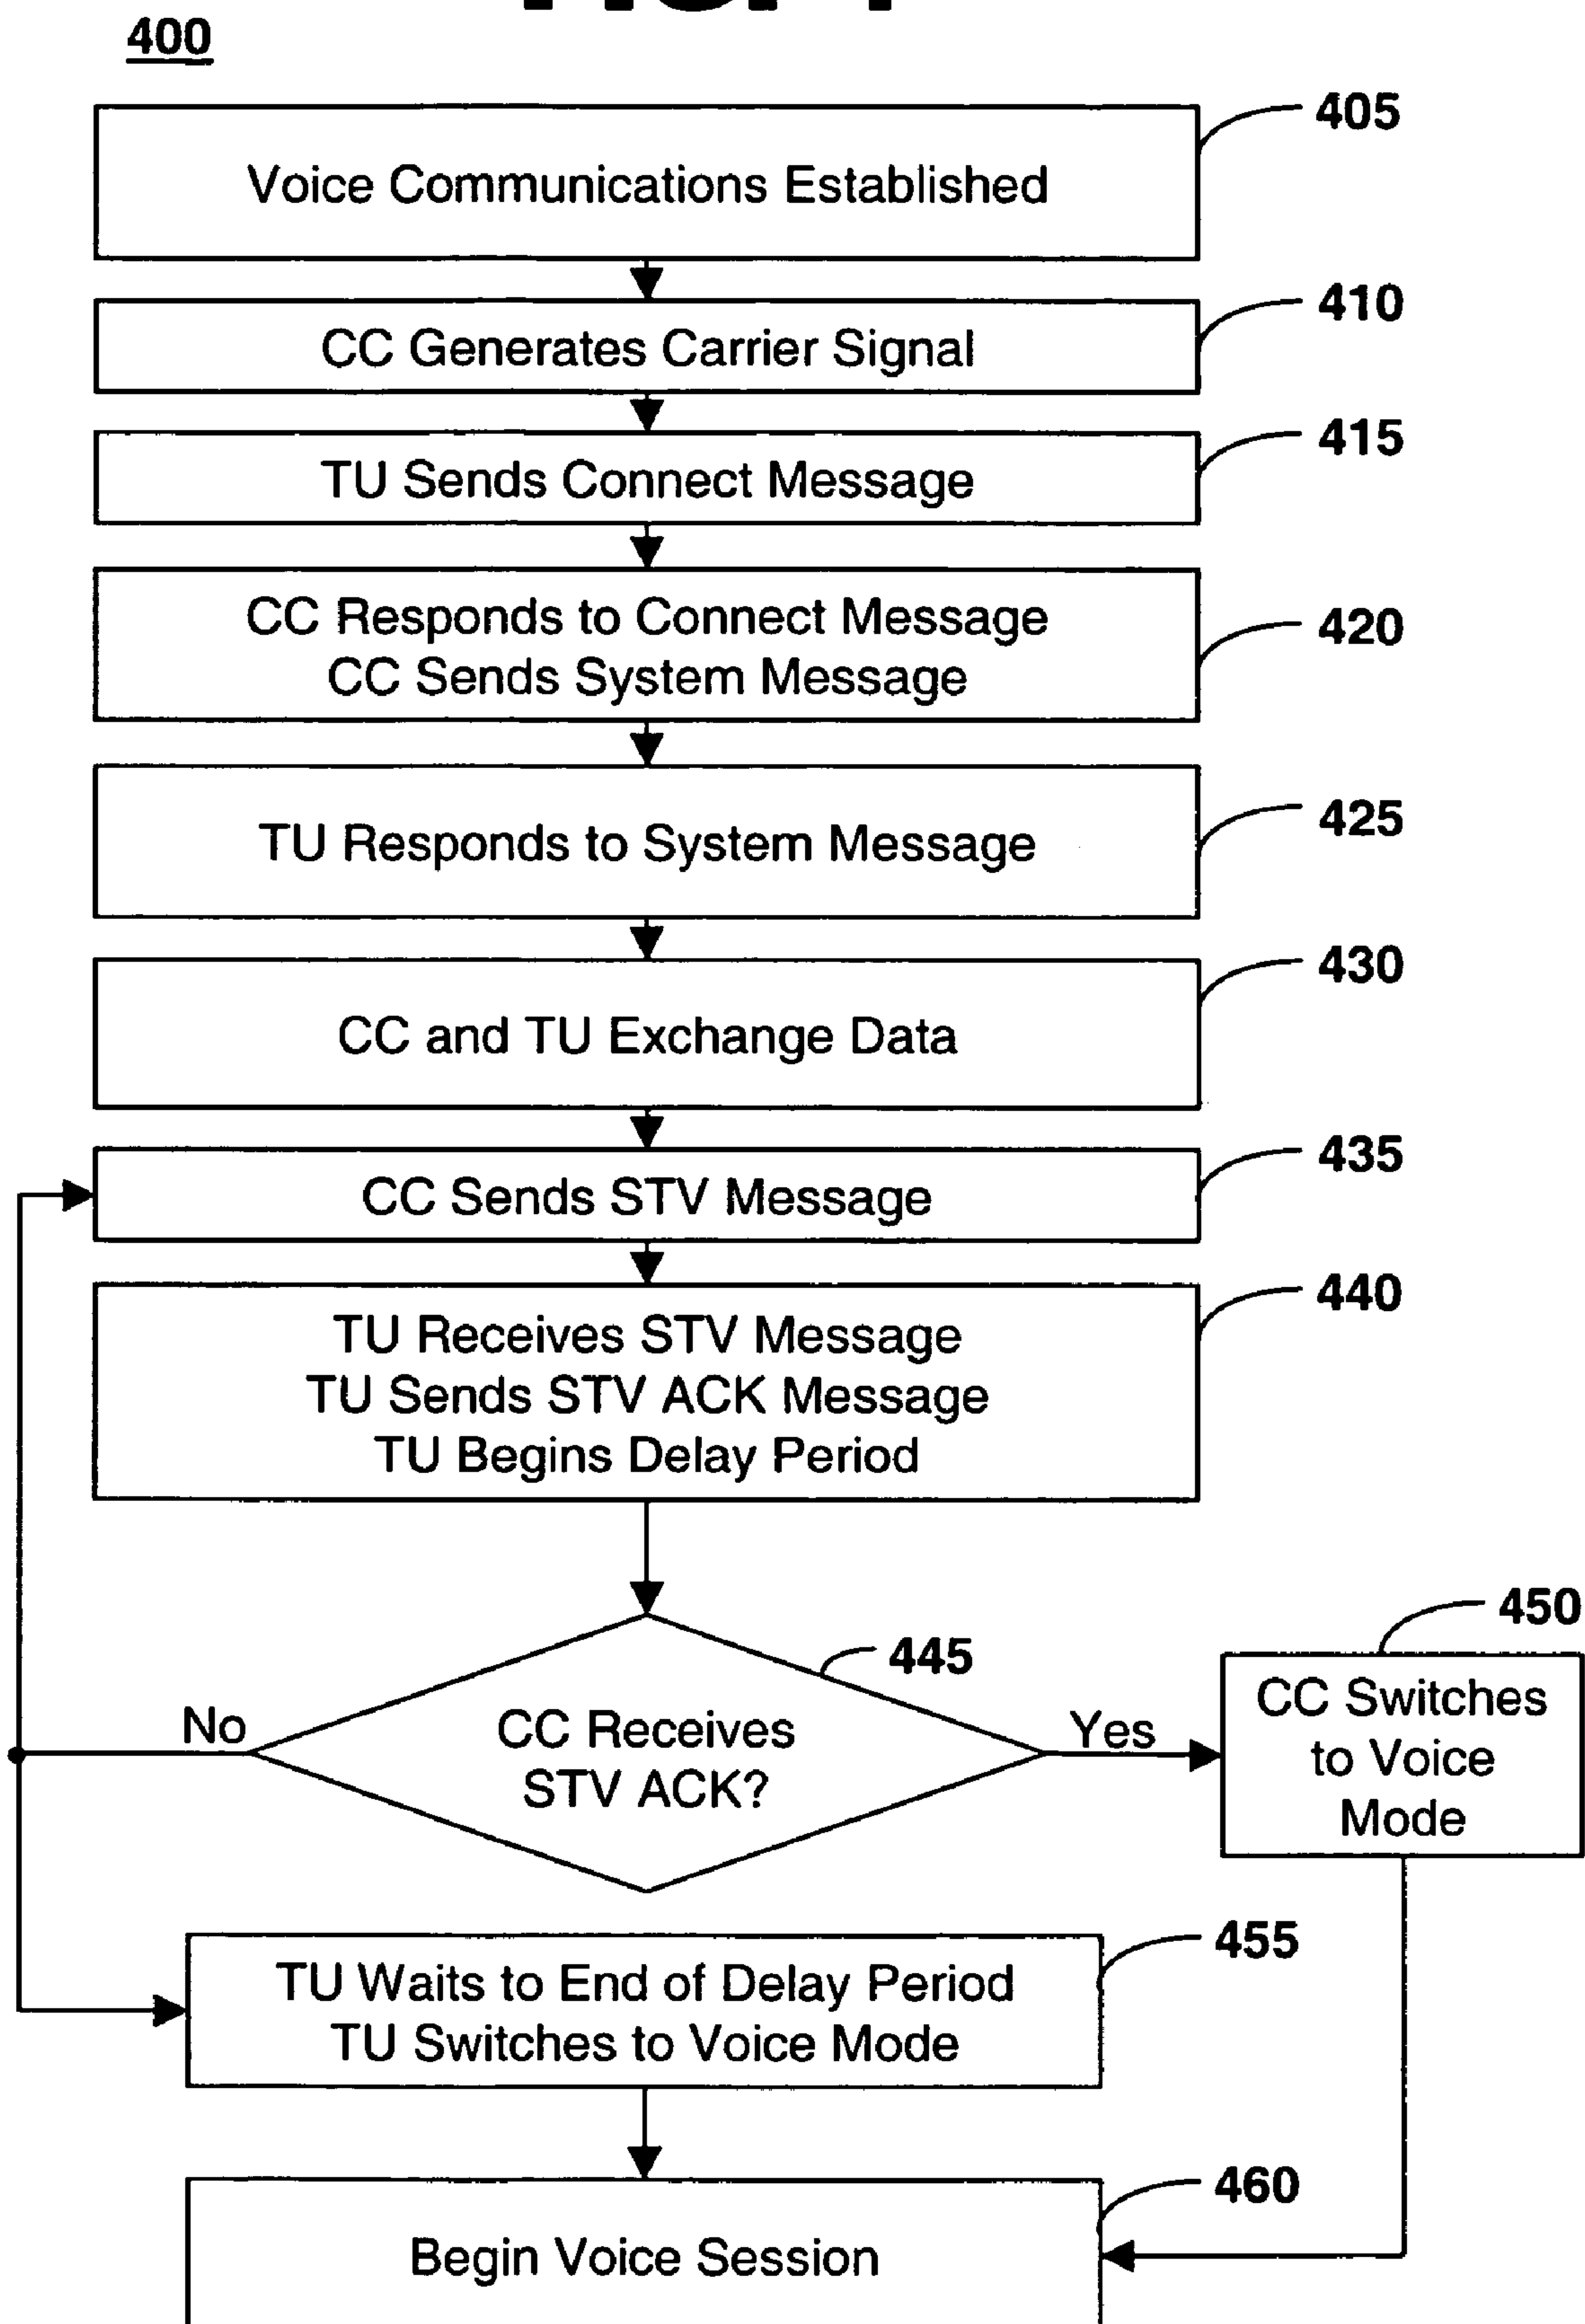 400
405
Voice Communications Established
410
CC Generates Carrier Signal
415
TU Sends Connect Message
420
CC Responds to Connect Message
CC Sends System Message
425
TU Responds to System Message
430
CC and TU Exchange Data
435
CC Sends STV Message
440
TU Receives STV Message
TU Sends STV ACK Message
TU Begins Delay Period
445
450
No
CC Receives
STV ACK?
Yes
CC Switches
to Voice
Mode
455
TU Waits to End of Delay Period
TU Switches to Voice Mode
460
Begin Voice Session